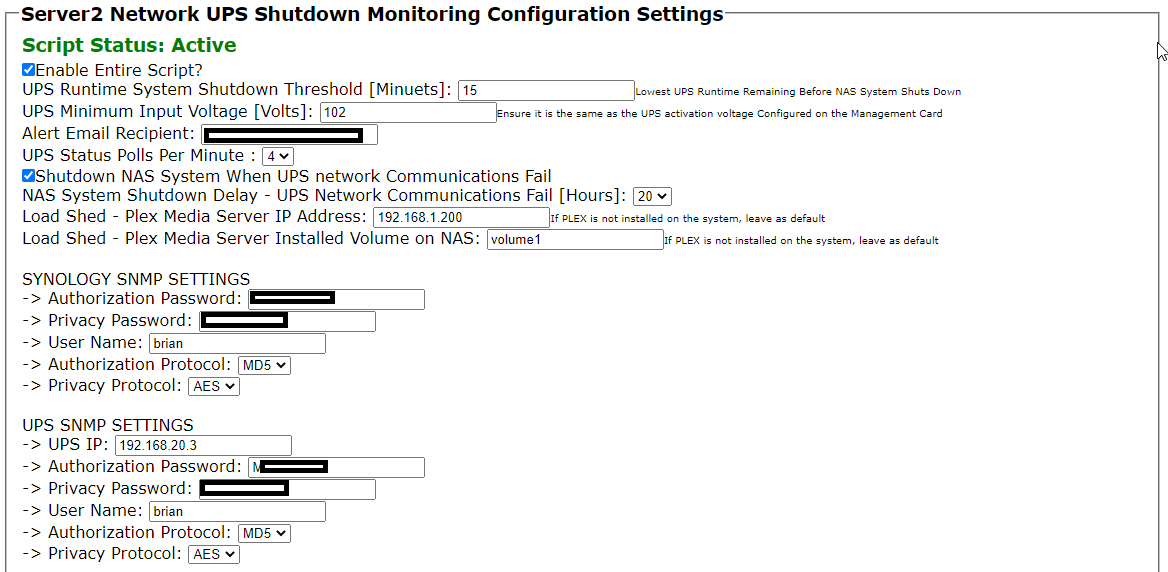 Server2 Network UPS Shutdown Monitoring Configuration Settings
Script Status: Active
Enable Entire Script?
UPS Runtime System Shutdown Threshold [Minuets]: 15 Lowest UPS Runtime Remaining Before NAS System Shuts Down
UPS Minimum Input Voltage [Volts]: 102 Ensure it is the same as the UPS activation voltage Configured on the Management Card
Alert Email Recipient:
UPS Status Polls Per Minute : 4
Shutdown NAS System When UPS network Communications Fail
NAS System Shutdown Delay - UPS Network Communications Fail [Hours]: 20
Load Shed - Plex Media Server IP Address: 192.168.1.200 If PLEX is not installed on the system, leave as default
Load Shed - Plex Media Server Installed Volume on NAS: volume1 If PLEX is not installed on the system, leave as default
SYNOLOGY SNMP SETTINGS
-> Authorization Password:
-> Privacy Password:
-> User Name: brian
-> Authorization Protocol: MD5
-> Privacy Protocol: AES
UPS SNMP SETTINGS
-> UPS IP: 192.168.20.3
-> Authorization Password:
-> Privacy Password:
-> User Name: brian
-> Authorization Protocol: MD5
-> Privacy Protocol: AES